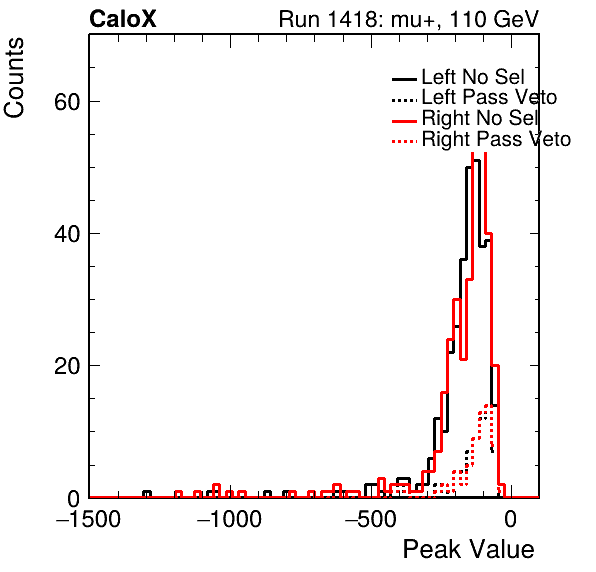 CaloX
Run 1418: mu+, 110 GeV
Counts
Left No Sel
Left Pass Veto
Right No Sel
Right Pass Veto
60
40
20
0
−1500
−1000
−500
0
Peak Value